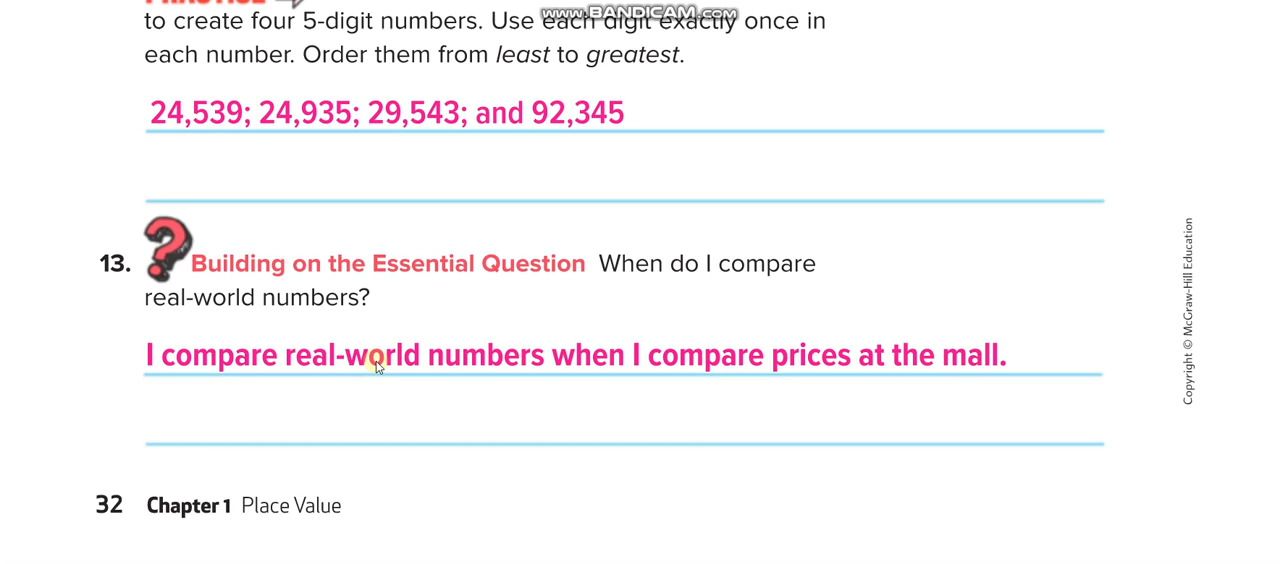 PRACTICE
www.BANDICAM.com
to create four 5-digit numbers. Use each digit exactly once in
each number. Order them from least to greatest.
24,539; 24,935; 29,543; and 92,345
13. ? Building on the Essential Question When do I compare
real-world numbers?
I compare real-world numbers when I compare prices at the mall.
Copyright © McGraw-Hill Education
32 Chapter 1 Place Value